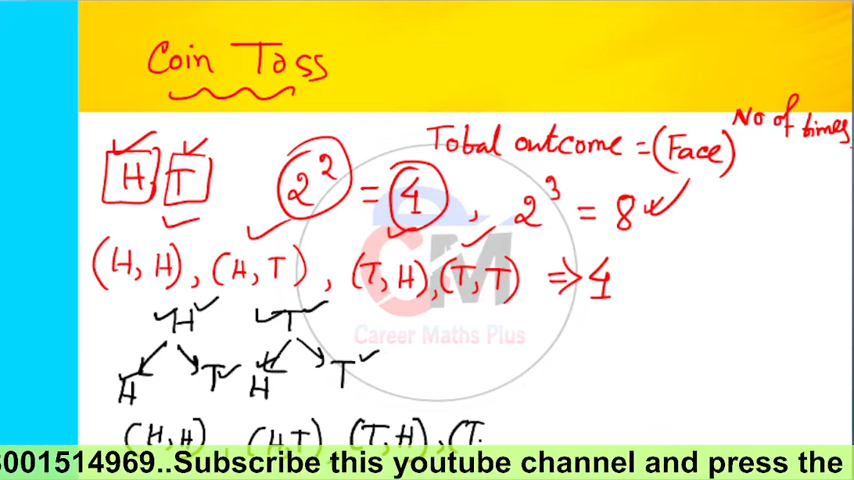 Coin Toss
Total outcome = (Face)^No of times
H T 2² = 4, 2³ = 8
(H, H), (H, T), (T, H), (T, T) ⇒ 4
CM
Career Maths Plus
H T
H T H T
(H,H), (H,T), (T,H), (T,
8001514969..Subscribe this youtube channel and press the